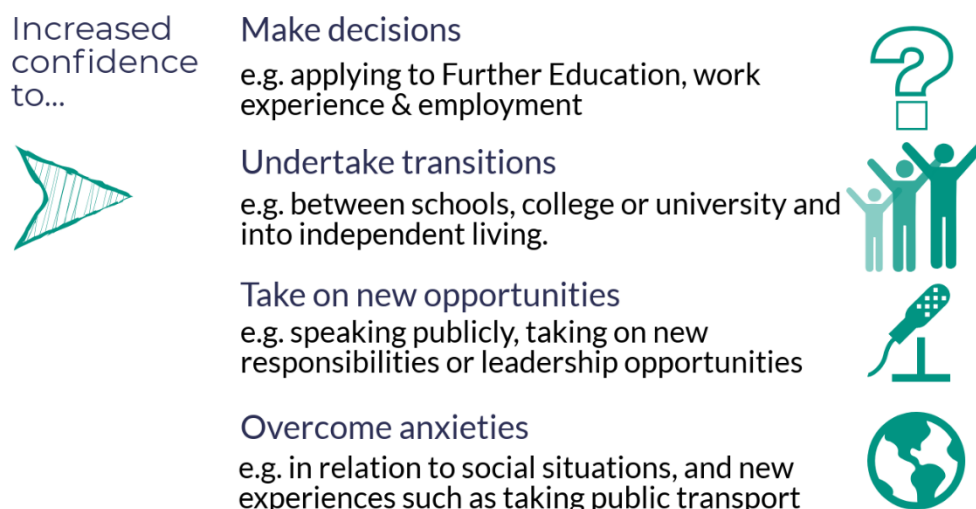 Increased
confidence
to...
Make decisions
e.g. applying to Further Education, work
experience & employment
Undertake transitions
e.g. between schools, college or university and
into independent living.
Take on new opportunities
e.g. speaking publicly, taking on new
responsibilities or leadership opportunities
Overcome anxieties
e.g. in relation to social situations, and new
experiences such as taking public transport